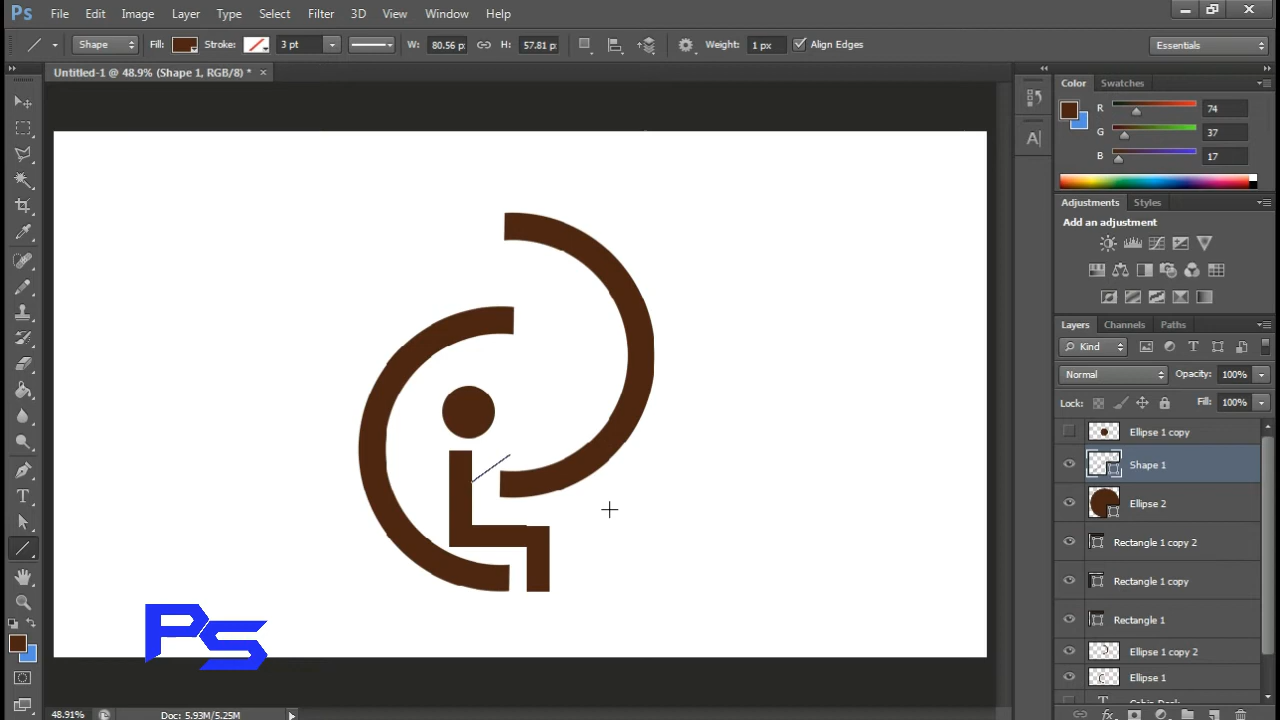 Ps File Edit Image Layer Type Select Filter 3D View Window Help
Shape Fill: Stroke: 3 pt W: 80.56 p: H: 57.81 p: Weight: 1 px Align Edges Essentials
Untitled-1 @ 48.9% (Shape 1, RGB/8) * ×
Color Swatches
R 74
G 37
B 17
A
Adjustments Styles
Add an adjustment
Layers Channels Paths
Kind T
Normal Opacity: 100%
Lock: Fill: 100%
Ellipse 1 copy
Shape 1
Ellipse 2
Rectangle 1 copy 2
Rectangle 1 copy
Rectangle 1
Ellipse 1 copy 2
Ellipse 1
T
fx
T
PS
48.91% Doc: 5.93M/5.25M